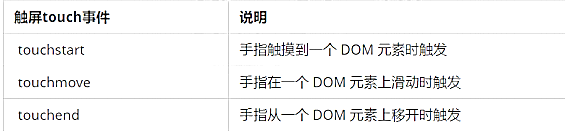 触屏touch事件 说明
touchstart 手指触摸到一个 DOM 元素时触发
touchmove 手指在一个 DOM 元素上滑动时触发
touchend 手指从一个 DOM 元素上移开时触发